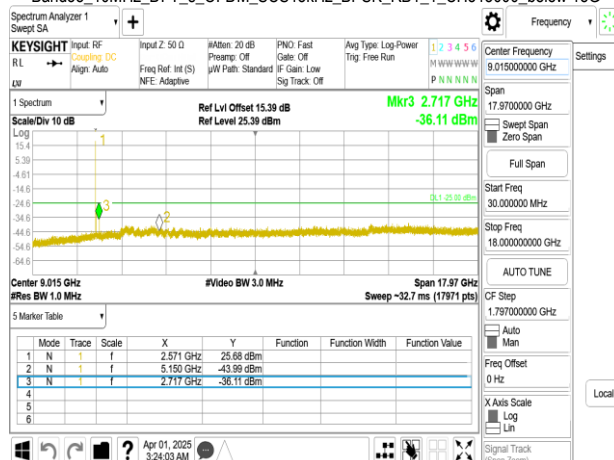 Spectrum Analyzer 1
Swept SA
Frequency
KEYSIGHT
Input: RF
Coupling: DC
Align: Auto
Input Z: 50 Ω
Freq Ref: Int (S)
NFE: Adaptive
#Atten: 20 dB
Preamp: Off
µW Path: Standard
PNO: Fast
Gate: Off
IF Gain: Low
Sig Track: Off
Avg Type: Log-Power
Trig: Free Run
1 2 3 4 5 6
M W W W W W
P N N N N N
RL
1 Spectrum
Scale/Div 10 dB
Ref Lvl Offset 15.39 dB
Ref Level 25.39 dBm
Mkr3 2.717 GHz
-36.11 dBm
Log
15.4
5.39
-4.61
-14.6
-24.6
-34.6
-44.6
-54.6
-64.6
1
3
2
DL1 -25.00 dBm
Center 9.015 GHz
#Video BW 3.0 MHz
Span 17.97 GHz
#Res BW 1.0 MHz
Sweep ~32.7 ms (17971 pts)
5 Marker Table
Mode Trace Scale X Y Function Function Width Function Value
1 N 1 f 2.571 GHz 25.68 dBm
2 N 1 f 5.150 GHz -43.99 dBm
3 N 1 f 2.717 GHz -36.11 dBm
4
5
6
Apr 01, 2025
3:24:03 AM
Center Frequency
9.015000000 GHz
Settings
Span
17.9700000 GHz
Swept Span
Zero Span
Full Span
Start Freq
30.000000 MHz
Stop Freq
18.000000000 GHz
AUTO TUNE
CF Step
1.797000000 GHz
Auto
Man
Freq Offset
0 Hz
X Axis Scale
Log
Lin
Local
Signal Track